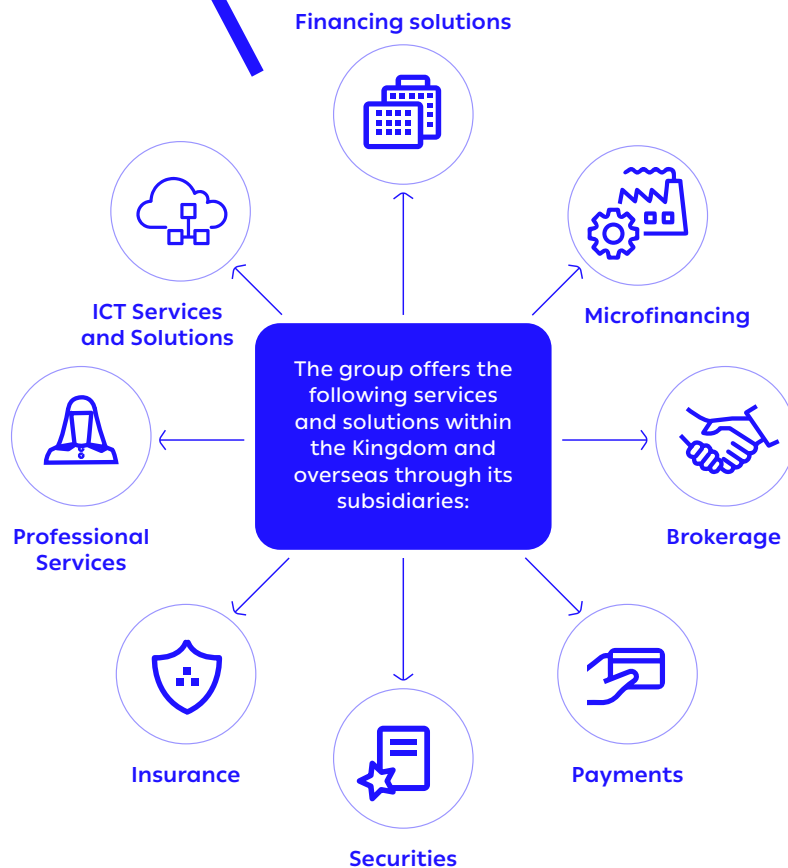 Financing solutions
ICT Services
and Solutions
Microfinancing
The group offers the
following services
and solutions within
the Kingdom and
overseas through its
subsidiaries:
Professional
Services
Brokerage
Insurance
Payments
Securities